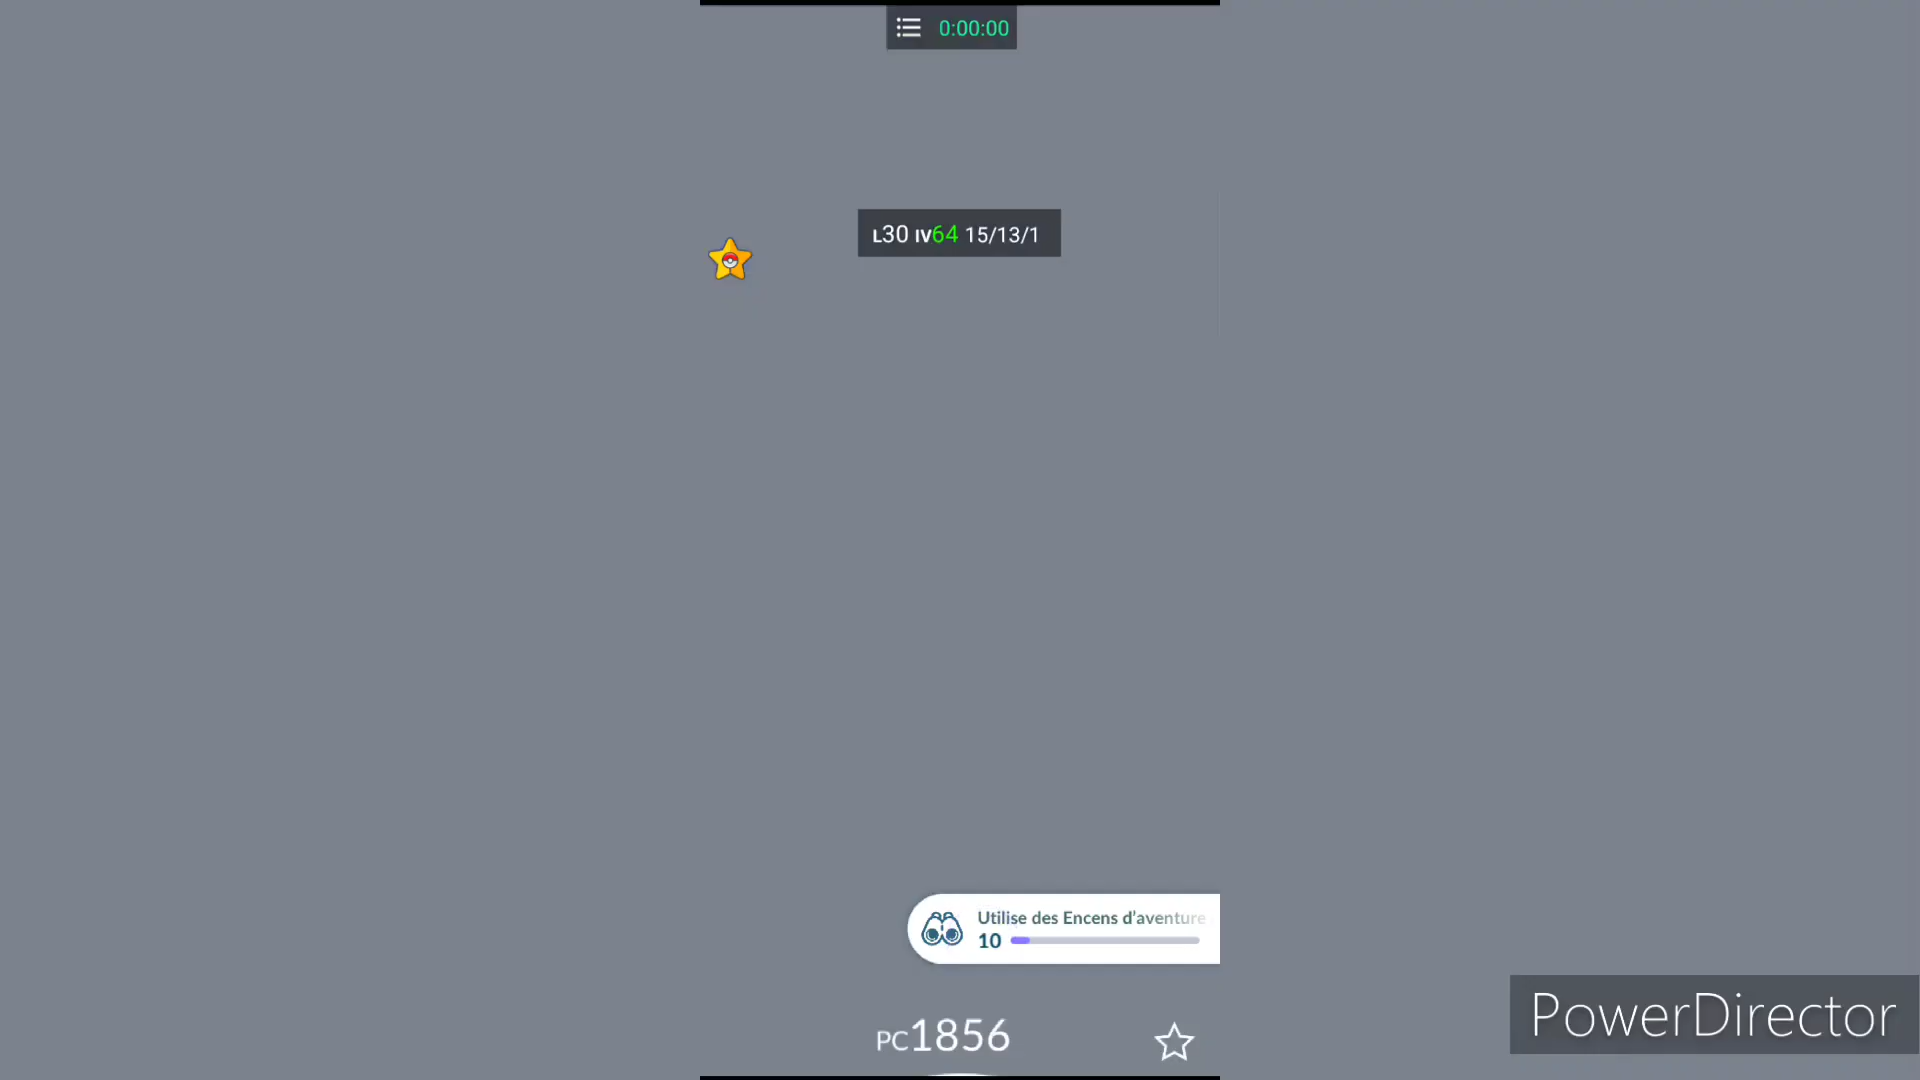 0:00:00
L30 IV64 15/13/1
Utilise des Encens d'aventure
10
PC1856
PowerDirector